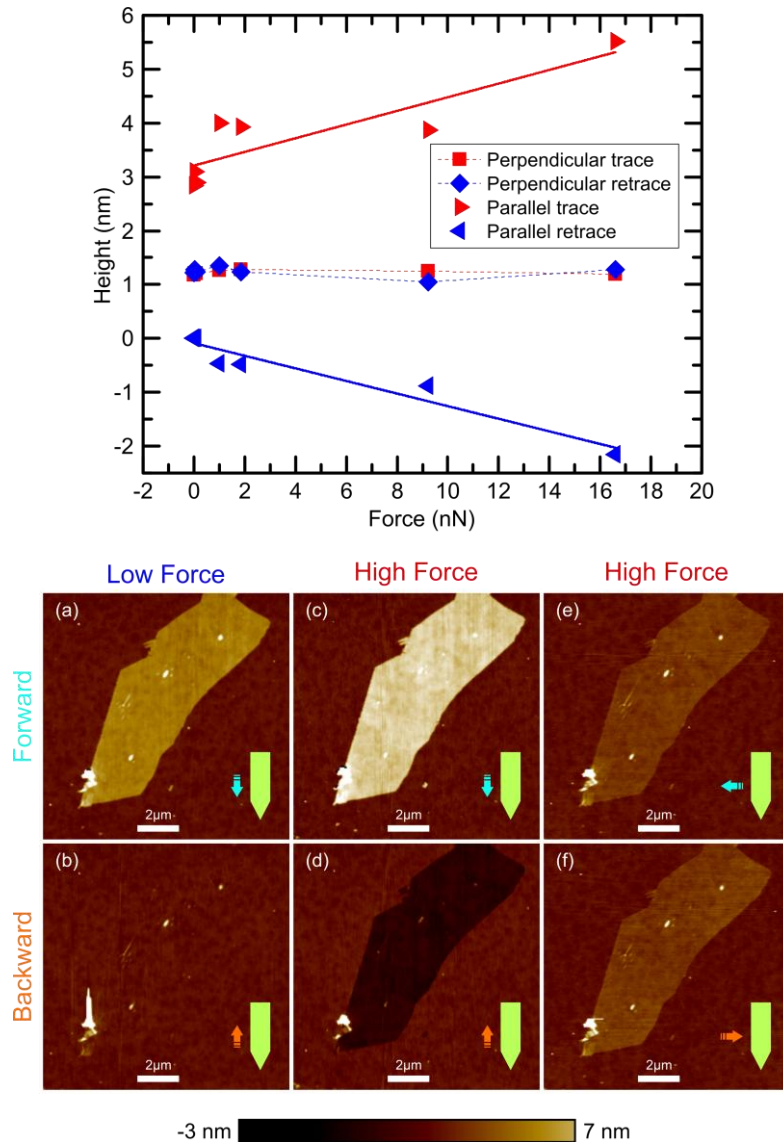 6
5
4
3
2
1
0
-1
-2
Height (nm)
Perpendicular trace
Perpendicular retrace
Parallel trace
Parallel retrace
-2 0 2 4 6 8 10 12 14 16 18 20
Force (nN)
Low Force High Force High Force
Forward
(a) (c) (e)
2µm 2µm 2µm
Backward
(b) (d) (f)
2µm 2µm 2µm
-3 nm 7 nm